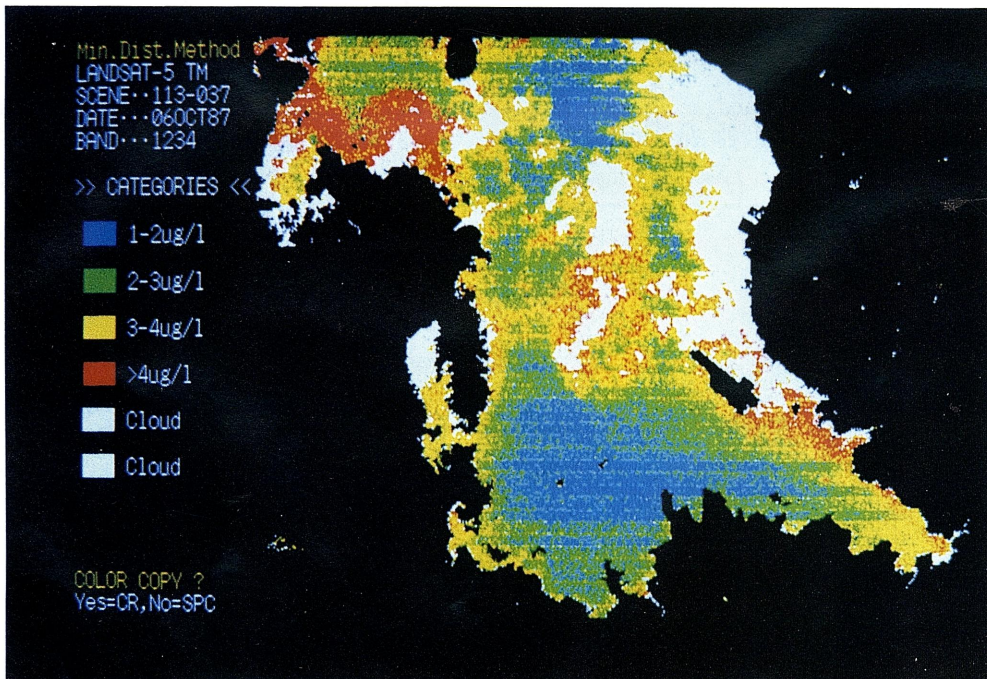 Min.Dist.Method
LANDSAT-5 TM
SCENE··113-037
DATE···06OCT87
BAND···1234
>> CATEGORIES <<
1-2ug/l
2-3ug/l
3-4ug/l
>4ug/l
Cloud
Cloud
COLOR COPY ?
Yes=CR,No=SPC